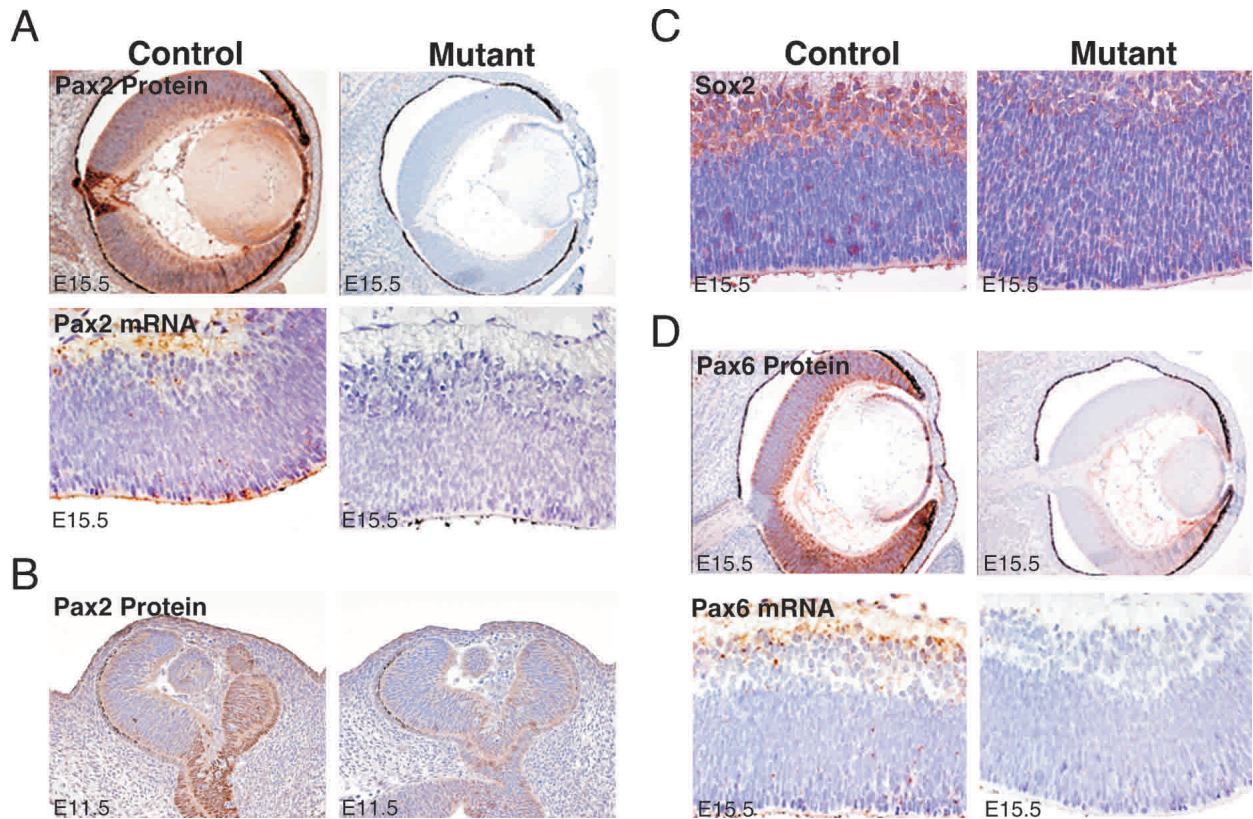 A
Control Mutant
Pax2 Protein
E15.5 E15.5
Pax2 mRNA
E15.5 E15.5
B
Pax2 Protein
E11.5 E11.5
C
Control Mutant
Sox2
E15.5 E15.5
D
Pax6 Protein
E15.5 E15.5
Pax6 mRNA
E15.5 E15.5